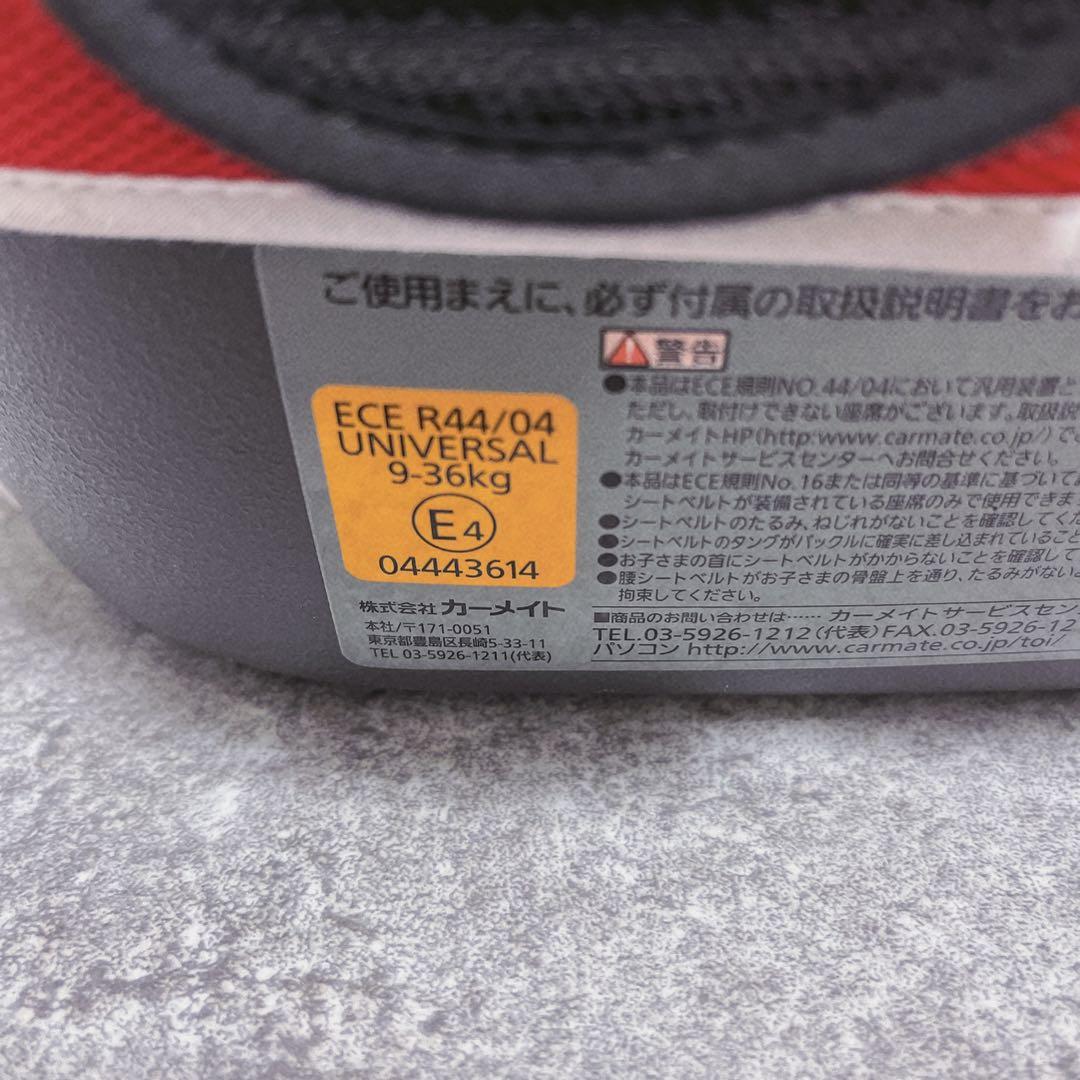 ご使用まえに、必ず付属の取扱説明書をお
警告
●本品はECE規則NO.44/04において汎用装置と
ただし、取付けできない座席がございます。取扱説
カーメイトHP(http:www.carmate.co.jp/)で
カーメイトサービスセンターへお問合せください。
●本品はECE規則No.16または同等の基準に基づいて
シートベルトが装備されている座席のみで使用できま
●シートベルトのたるみ、ねじれがないことを確認してくだ
●シートベルトのタングがバックルに確実に差し込まれていること
●お子さまの首にシートベルトがかからないことを確認して
●腰シートベルトがお子さまの骨盤上を通り、たるみがないよ
拘束してください。
■商品のお問い合わせは…… カーメイトサービスセン
TEL.03-5926-1212(代表)FAX.03-5926-12
パソコン http://www.carmate.co.jp/toi/
ECE R44/04
UNIVERSAL
9-36kg
E4
04443614
株式会社 カーメイト
本社/〒171-0051
東京都豊島区長崎5-33-11
TEL 03-5926-1211(代表)